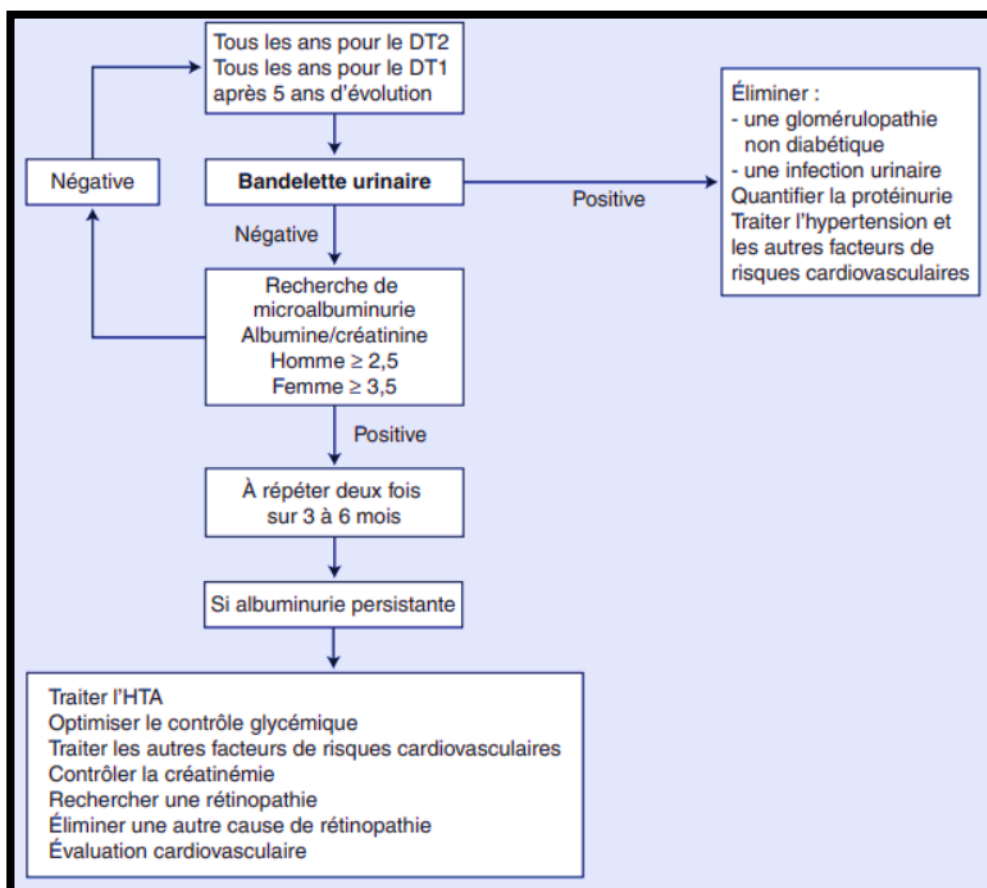 Tous les ans pour le DT2
Tous les ans pour le DT1
après 5 ans d'évolution
Négative
Bandelette urinaire
Positive
Éliminer :
- une glomérulopathie
non diabétique
- une infection urinaire
Quantifier la protéinurie
Traiter l'hypertension et
les autres facteurs de
risques cardiovasculaires
Négative
Recherche de
microalbuminurie
Albumine/créatinine
Homme ≥ 2,5
Femme ≥ 3,5
Positive
À répéter deux fois
sur 3 à 6 mois
Si albuminurie persistante
Traiter l'HTA
Optimiser le contrôle glycémique
Traiter les autres facteurs de risques cardiovasculaires
Contrôler la créatinémie
Rechercher une rétinopathie
Éliminer une autre cause de rétinopathie
Évaluation cardiovasculaire